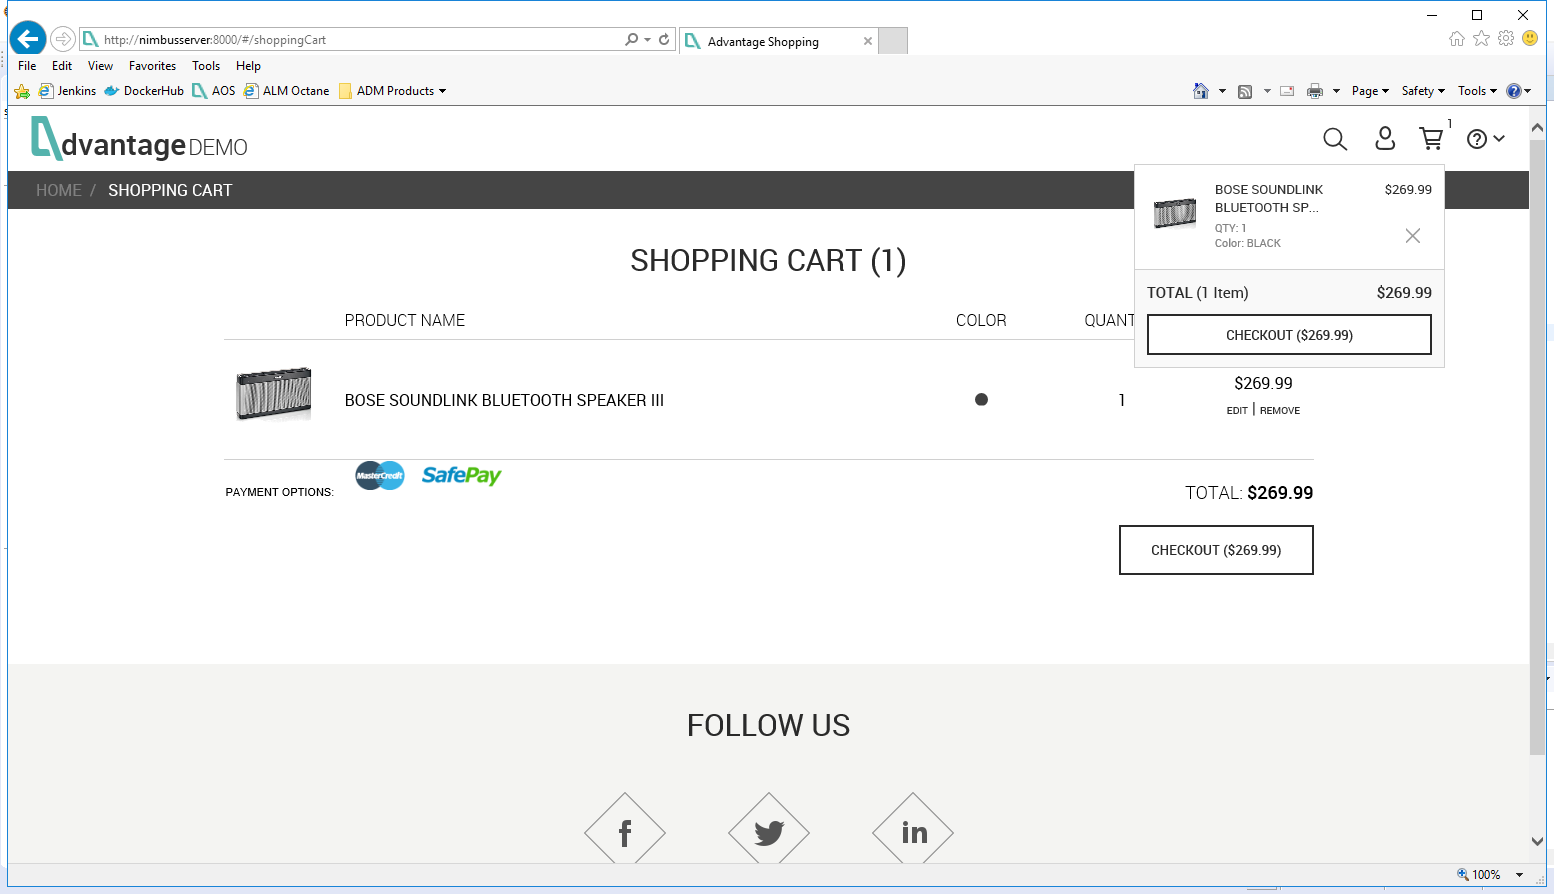 http://nimbusserver:8000/#/shoppingCart
Advantage Shopping
File Edit View Favorites Tools Help
Jenkins DockerHub AOS ALM Octane ADM Products
Page Safety Tools
dvantage DEMO
1
HOME / SHOPPING CART
BOSE SOUNDLINK $269.99
BLUETOOTH SP...
QTY: 1
Color: BLACK
TOTAL (1 Item) $269.99
CHECKOUT ($269.99)
SHOPPING CART (1)
PRODUCT NAME COLOR QUANT
BOSE SOUNDLINK BLUETOOTH SPEAKER III 1 $269.99
EDIT | REMOVE
PAYMENT OPTIONS: MasterCredit SafePay
TOTAL: $269.99
CHECKOUT ($269.99)
FOLLOW US
f in
100%